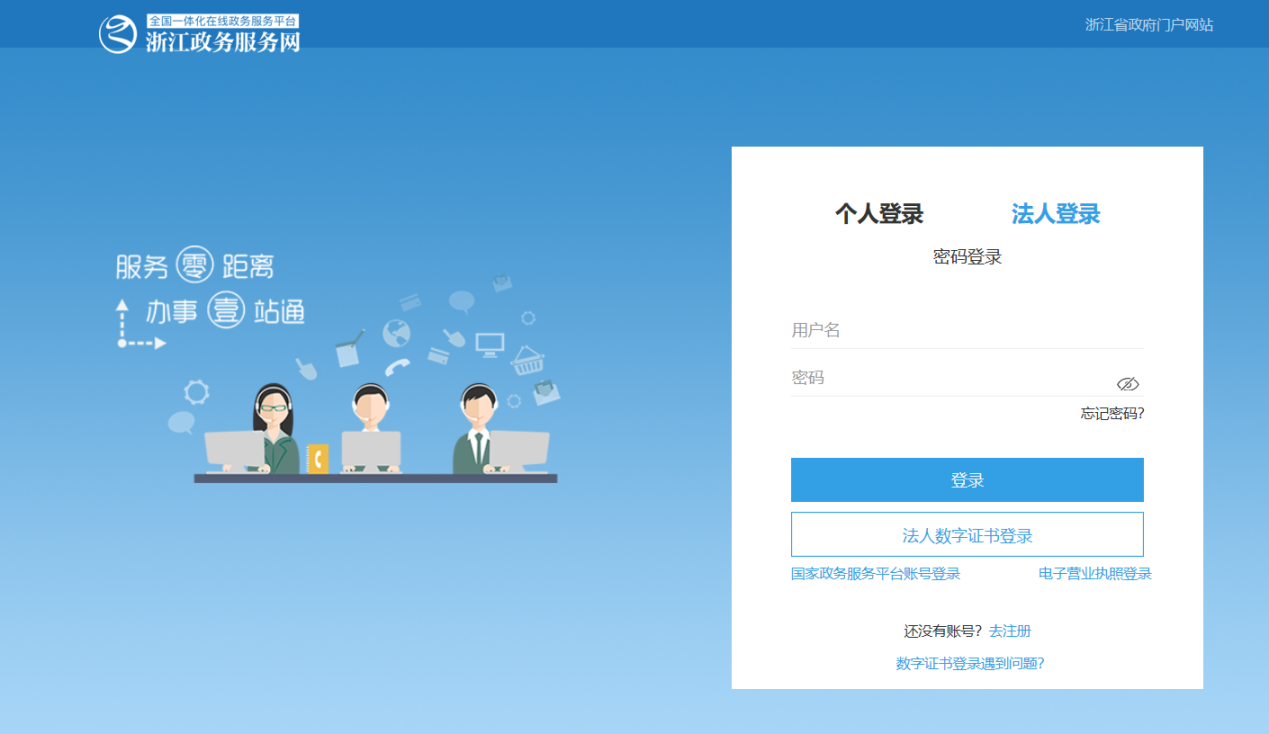 全国一体化在线政务服务平台
浙江政务服务网
浙江省政府门户网站
服务零距离
办事壹站通
个人登录
法人登录
密码登录
用户名
密码
忘记密码?
登录
法人数字证书登录
国家政务服务平台账号登录
电子营业执照登录
还没有账号? 去注册
数字证书登录遇到问题?